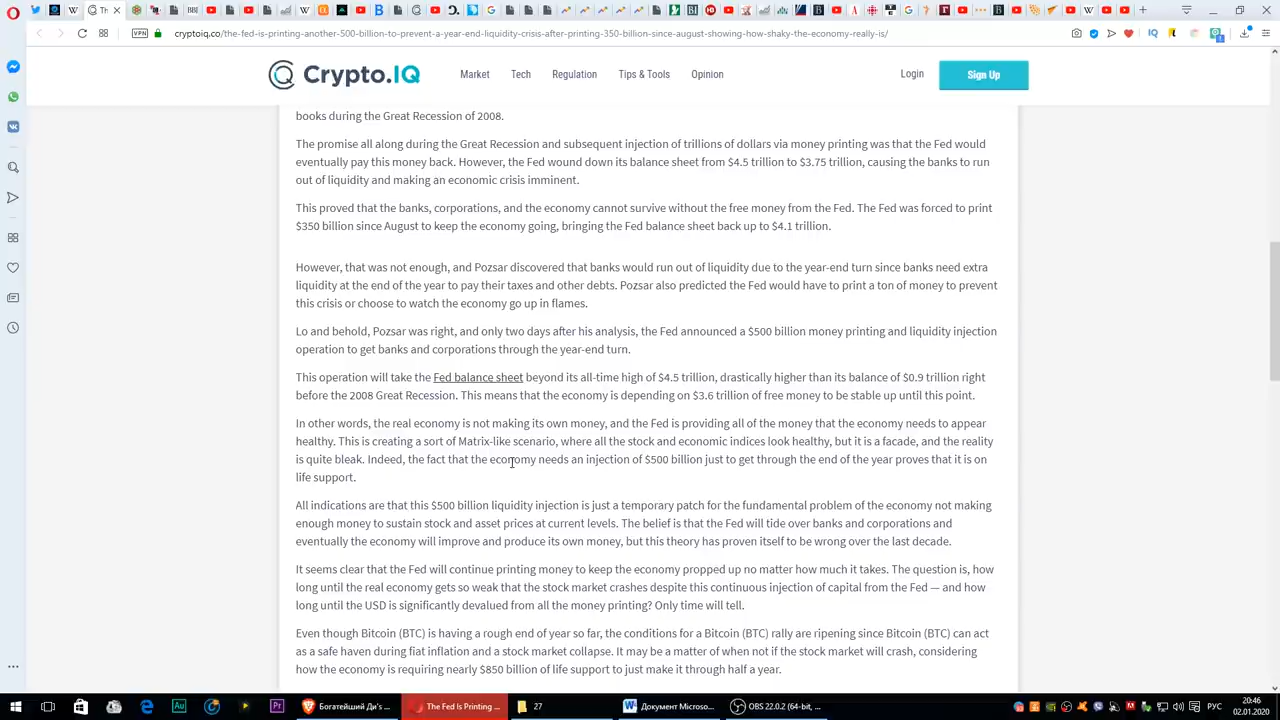 Th
cryptoiq.co/the-fed-is-printing-another-500-billion-to-prevent-a-year-end-liquidity-crisis-after-printing-350-billion-since-august-showing-how-shaky-the-economy-really-is/
VPN
Crypto.IQ
Market
Tech
Regulation
Tips & Tools
Opinion
Login
Sign Up
books during the Great Recession of 2008.
The promise all along during the Great Recession and subsequent injection of trillions of dollars via money printing was that the Fed would
eventually pay this money back. However, the Fed wound down its balance sheet from $4.5 trillion to $3.75 trillion, causing the banks to run
out of liquidity and making an economic crisis imminent.
This proved that the banks, corporations, and the economy cannot survive without the free money from the Fed. The Fed was forced to print
$350 billion since August to keep the economy going, bringing the Fed balance sheet back up to $4.1 trillion.
However, that was not enough, and Pozsar discovered that banks would run out of liquidity due to the year-end turn since banks need extra
liquidity at the end of the year to pay their taxes and other debts. Pozsar also predicted the Fed would have to print a ton of money to prevent
this crisis or choose to watch the economy go up in flames.
Lo and behold, Pozsar was right, and only two days after his analysis, the Fed announced a $500 billion money printing and liquidity injection
operation to get banks and corporations through the year-end turn.
This operation will take the Fed balance sheet beyond its all-time high of $4.5 trillion, drastically higher than its balance of $0.9 trillion right
before the 2008 Great Recession. This means that the economy is depending on $3.6 trillion of free money to be stable up until this point.
In other words, the real economy is not making its own money, and the Fed is providing all of the money that the economy needs to appear
healthy. This is creating a sort of Matrix-like scenario, where all the stock and economic indices look healthy, but it is a facade, and the reality
is quite bleak. Indeed, the fact that the economy needs an injection of $500 billion just to get through the end of the year proves that it is on
life support.
All indications are that this $500 billion liquidity injection is just a temporary patch for the fundamental problem of the economy not making
enough money to sustain stock and asset prices at current levels. The belief is that the Fed will tide over banks and corporations and
eventually the economy will improve and produce its own money, but this theory has proven itself to be wrong over the last decade.
It seems clear that the Fed will continue printing money to keep the economy propped up no matter how much it takes. The question is, how
long until the real economy gets so weak that the stock market crashes despite this continuous injection of capital from the Fed — and how
long until the USD is significantly devalued from all the money printing? Only time will tell.
Even though Bitcoin (BTC) is having a rough end of year so far, the conditions for a Bitcoin (BTC) rally are ripening since Bitcoin (BTC) can act
as a safe haven during fiat inflation and a stock market collapse. It may be a matter of when not if the stock market will crash, considering
how the economy is requiring nearly $850 billion of life support to just make it through half a year.
Богатейший Ди's ...
The Fed Is Printing ...
27
Документ Microso...
OBS 22.0.2 (64-bit, ...
20:46
02.01.2020